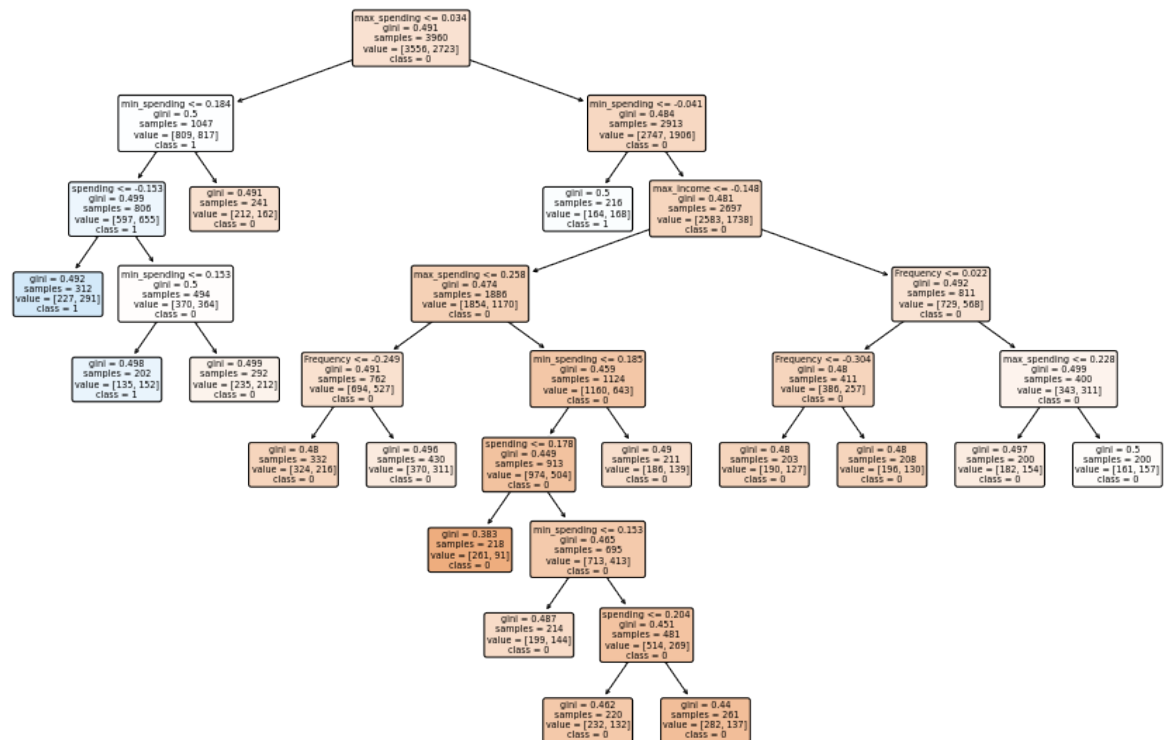 max_spending <= 0.034
gini = 0.491
samples = 3960
value = [3556, 2723]
class = 0
min_spending <= 0.184
gini = 0.5
samples = 1047
value = [809, 817]
class = 1
min_spending <= -0.041
gini = 0.484
samples = 2913
value = [2747, 1906]
class = 0
spending <= -0.153
gini = 0.499
samples = 806
value = [597, 655]
class = 1
gini = 0.491
samples = 241
value = [212, 162]
class = 0
gini = 0.5
samples = 216
value = [164, 168]
class = 1
max_income <= -0.148
gini = 0.481
samples = 2697
value = [2583, 1738]
class = 0
gini = 0.492
samples = 312
value = [227, 291]
class = 1
min_spending <= 0.153
gini = 0.5
samples = 494
value = [370, 364]
class = 0
max_spending <= 0.258
gini = 0.474
samples = 1886
value = [1854, 1170]
class = 0
Frequency <= 0.022
gini = 0.492
samples = 811
value = [729, 568]
class = 0
gini = 0.498
samples = 202
value = [135, 152]
class = 1
gini = 0.499
samples = 292
value = [235, 212]
class = 0
Frequency <= -0.249
gini = 0.491
samples = 762
value = [694, 527]
class = 0
min_spending <= 0.185
gini = 0.459
samples = 1124
value = [1160, 643]
class = 0
Frequency <= -0.304
gini = 0.48
samples = 411
value = [386, 257]
class = 0
max_spending <= 0.228
gini = 0.499
samples = 400
value = [343, 311]
class = 0
gini = 0.48
samples = 332
value = [324, 216]
class = 0
gini = 0.496
samples = 430
value = [370, 311]
class = 0
spending <= 0.178
gini = 0.449
samples = 913
value = [974, 504]
class = 0
gini = 0.49
samples = 211
value = [186, 139]
class = 0
gini = 0.48
samples = 203
value = [190, 127]
class = 0
gini = 0.48
samples = 208
value = [196, 130]
class = 0
gini = 0.497
samples = 200
value = [182, 154]
class = 0
gini = 0.5
samples = 200
value = [161, 157]
class = 0
gini = 0.383
samples = 218
value = [261, 91]
class = 0
min_spending <= 0.153
gini = 0.465
samples = 695
value = [713, 413]
class = 0
gini = 0.487
samples = 214
value = [199, 144]
class = 0
spending <= 0.204
gini = 0.451
samples = 481
value = [514, 269]
class = 0
gini = 0.462
samples = 220
value = [232, 132]
class = 0
gini = 0.44
samples = 261
value = [282, 137]
class = 0